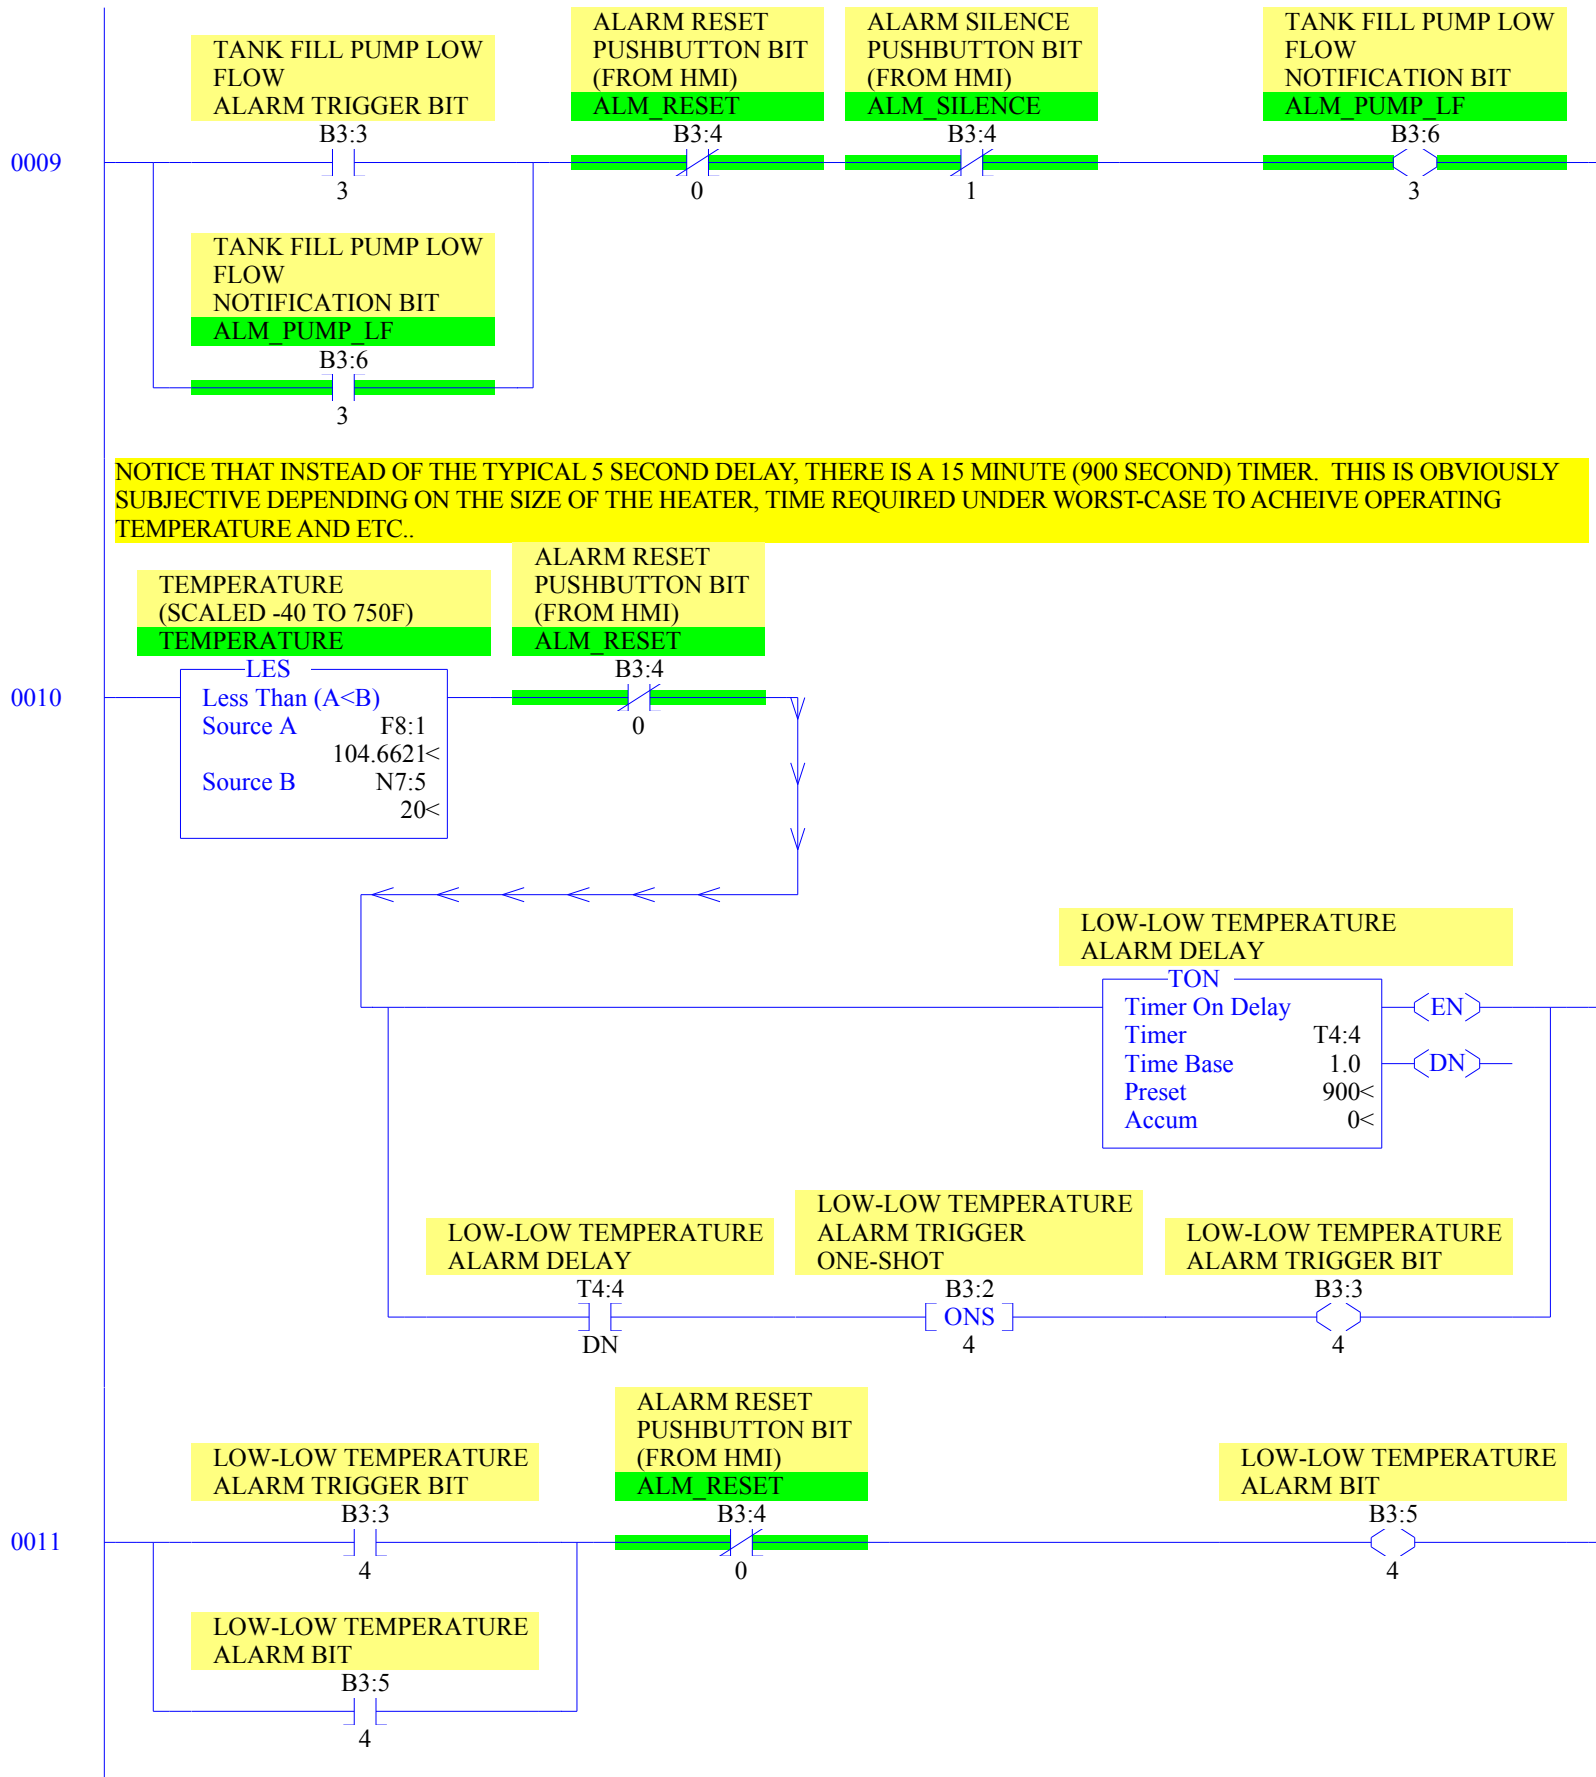 TANK FILL PUMP LOW
FLOW
ALARM TRIGGER BIT
B3:3
3
ALARM RESET
PUSHBUTTON BIT
(FROM HMI)
ALM_RESET
B3:4
0
ALARM SILENCE
PUSHBUTTON BIT
(FROM HMI)
ALM_SILENCE
B3:4
1
TANK FILL PUMP LOW
FLOW
NOTIFICATION BIT
ALM_PUMP_LF
B3:6
3
0009
TANK FILL PUMP LOW
FLOW
NOTIFICATION BIT
ALM_PUMP_LF
B3:6
3
NOTICE THAT INSTEAD OF THE TYPICAL 5 SECOND DELAY, THERE IS A 15 MINUTE (900 SECOND) TIMER. THIS IS OBVIOUSLY
SUBJECTIVE DEPENDING ON THE SIZE OF THE HEATER, TIME REQUIRED UNDER WORST-CASE TO ACHEIVE OPERATING
TEMPERATURE AND ETC..
TEMPERATURE
(SCALED -40 TO 750F)
TEMPERATURE
0010
LES
Less Than (A<B)
Source A F8:1
104.6621<
Source B N7:5
20<
ALARM RESET
PUSHBUTTON BIT
(FROM HMI)
ALM_RESET
B3:4
0
LOW-LOW TEMPERATURE
ALARM DELAY
TON
Timer On Delay
Timer T4:4
Time Base 1.0
Preset 900<
Accum 0<
EN
DN
LOW-LOW TEMPERATURE
ALARM DELAY
T4:4
DN
LOW-LOW TEMPERATURE
ALARM TRIGGER
ONE-SHOT
B3:2
ONS
4
LOW-LOW TEMPERATURE
ALARM TRIGGER BIT
B3:3
4
0011
LOW-LOW TEMPERATURE
ALARM TRIGGER BIT
B3:3
4
ALARM RESET
PUSHBUTTON BIT
(FROM HMI)
ALM_RESET
B3:4
0
LOW-LOW TEMPERATURE
ALARM BIT
B3:5
4
LOW-LOW TEMPERATURE
ALARM BIT
B3:5
4